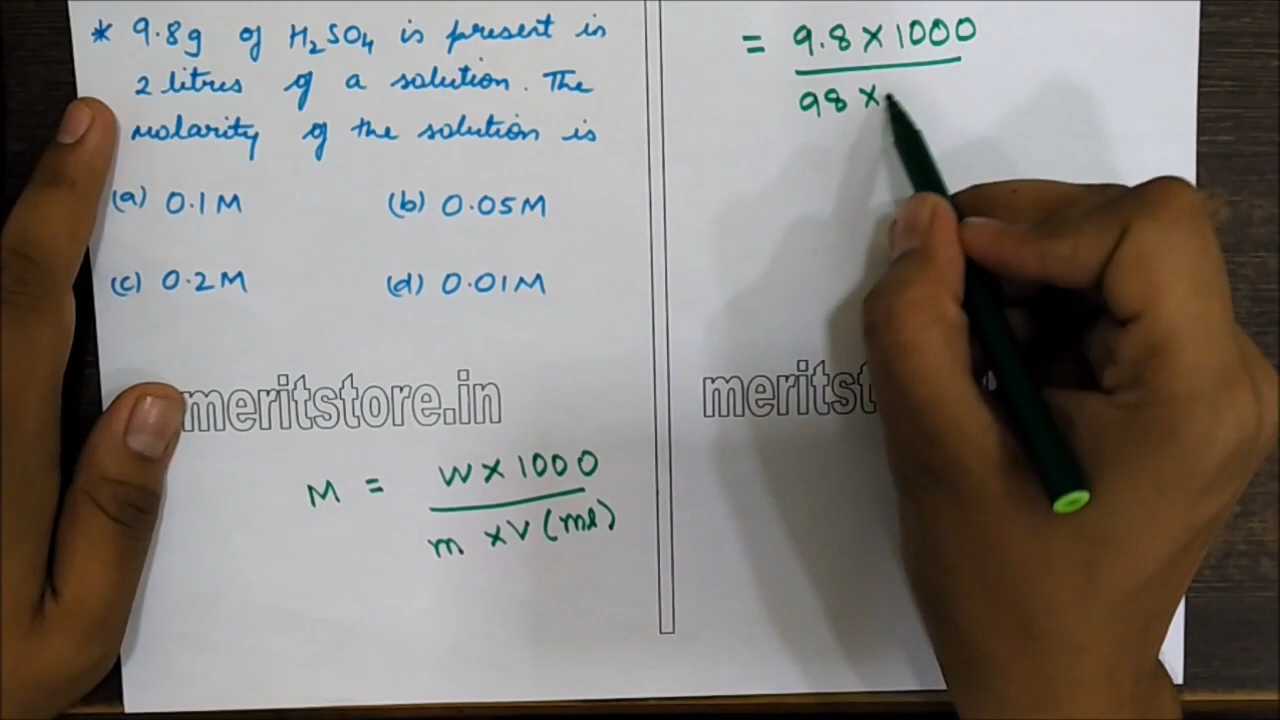 * 9.8g of H₂SO₄ is present in
2 litres of a solution. The
molarity of the solution is
(a) 0.1M (b) 0.05M
(c) 0.2M (d) 0.01M
meritstore.in
M = W×1000
m ×V (ml)
= 9.8×1000
98×
meritst